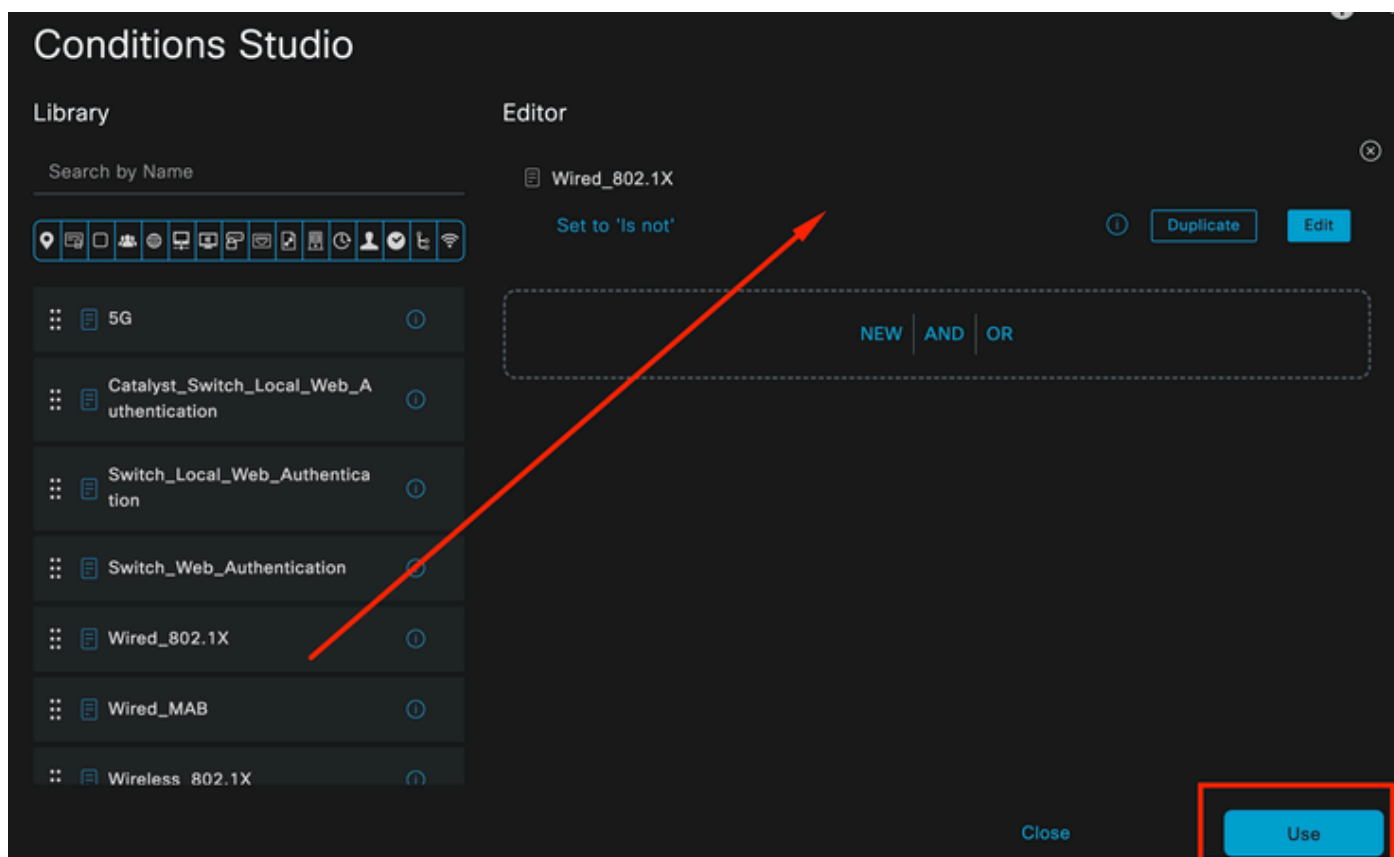 Conditions Studio
Library
Search by Name
5G
Catalyst_Switch_Local_Web_A
uthentication
Switch_Local_Web_Authentica
tion
Switch_Web_Authentication
Wired_802.1X
Wired_MAB
Wireless_802.1X
Editor
Wired_802.1X
Set to 'Is not'
Duplicate
Edit
NEW AND OR
Close
Use